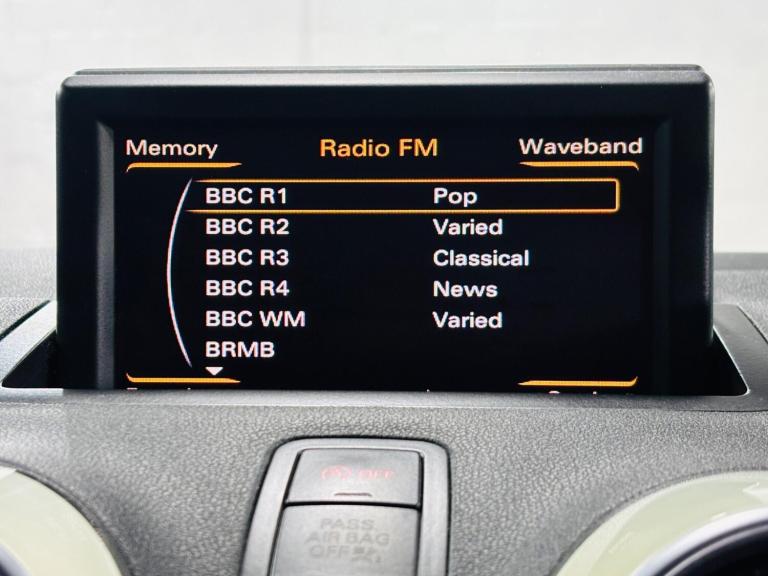 Memory Radio FM Waveband
BBC R1 Pop
BBC R2 Varied
BBC R3 Classical
BBC R4 News
BBC WM Varied
BRMB
OFF
PASS
AIR BAG
OFF